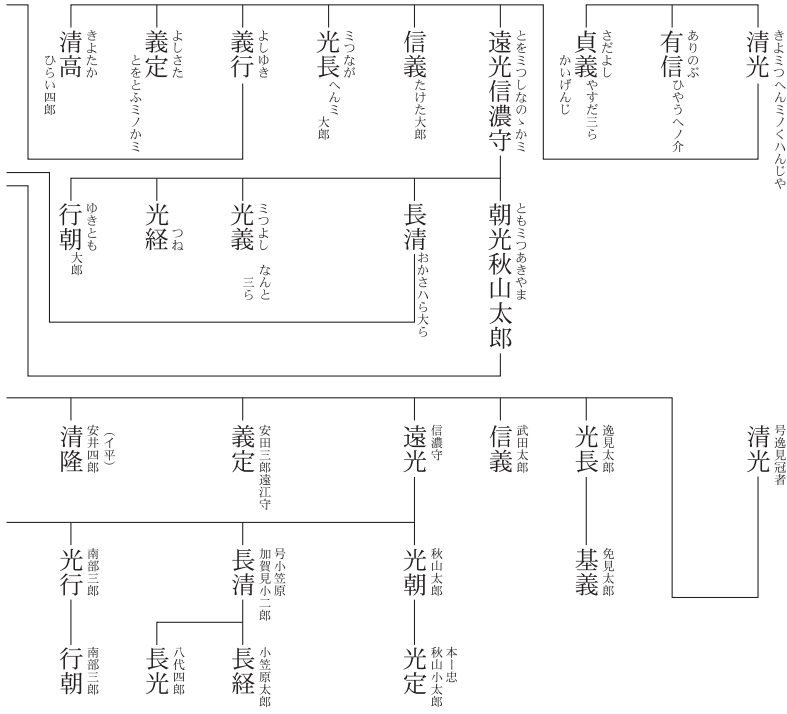 清光
きよミつへんミノくハんじや
有信
ありのぶ
ひやうへノ介
貞義
さだよし
やすだ三ら
かいげんじ
遠光信濃守
とをミつしなのゝかミ
信義
たけた大郎
光長
ミつなが
へんミ
大郎
義行
よしゆき
義定
よしさた
とをとふミノかミ
清高
きよたか
ひらい四郎
朝光秋山太郎
ともミつあきやま
長清
おかさハら大ら
光義
ミつよし
なんと
三ら
光経
つね
行朝
ゆきとも
大郎
清光
号逸見冠者
光長
逸見太郎
信義
武田太郎
遠光
信濃守
義定
安田三郎遠江守
清隆
(イ平)
安井四郎
基義
免見太郎
光朝
秋山太郎
長清
号小笠原
加賀見小二郎
光行
南部三郎
光定
本ー忠
秋山小太郎
長経
小笠原太郎
長光
八代四郎
行朝
南部三郎